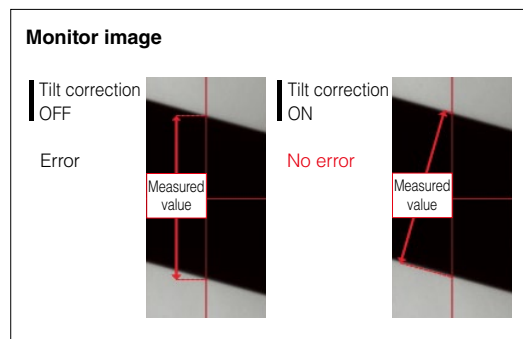 Monitor image
Tilt correction
OFF
Error
Measured
value
Tilt correction
ON
No error
Measured
value